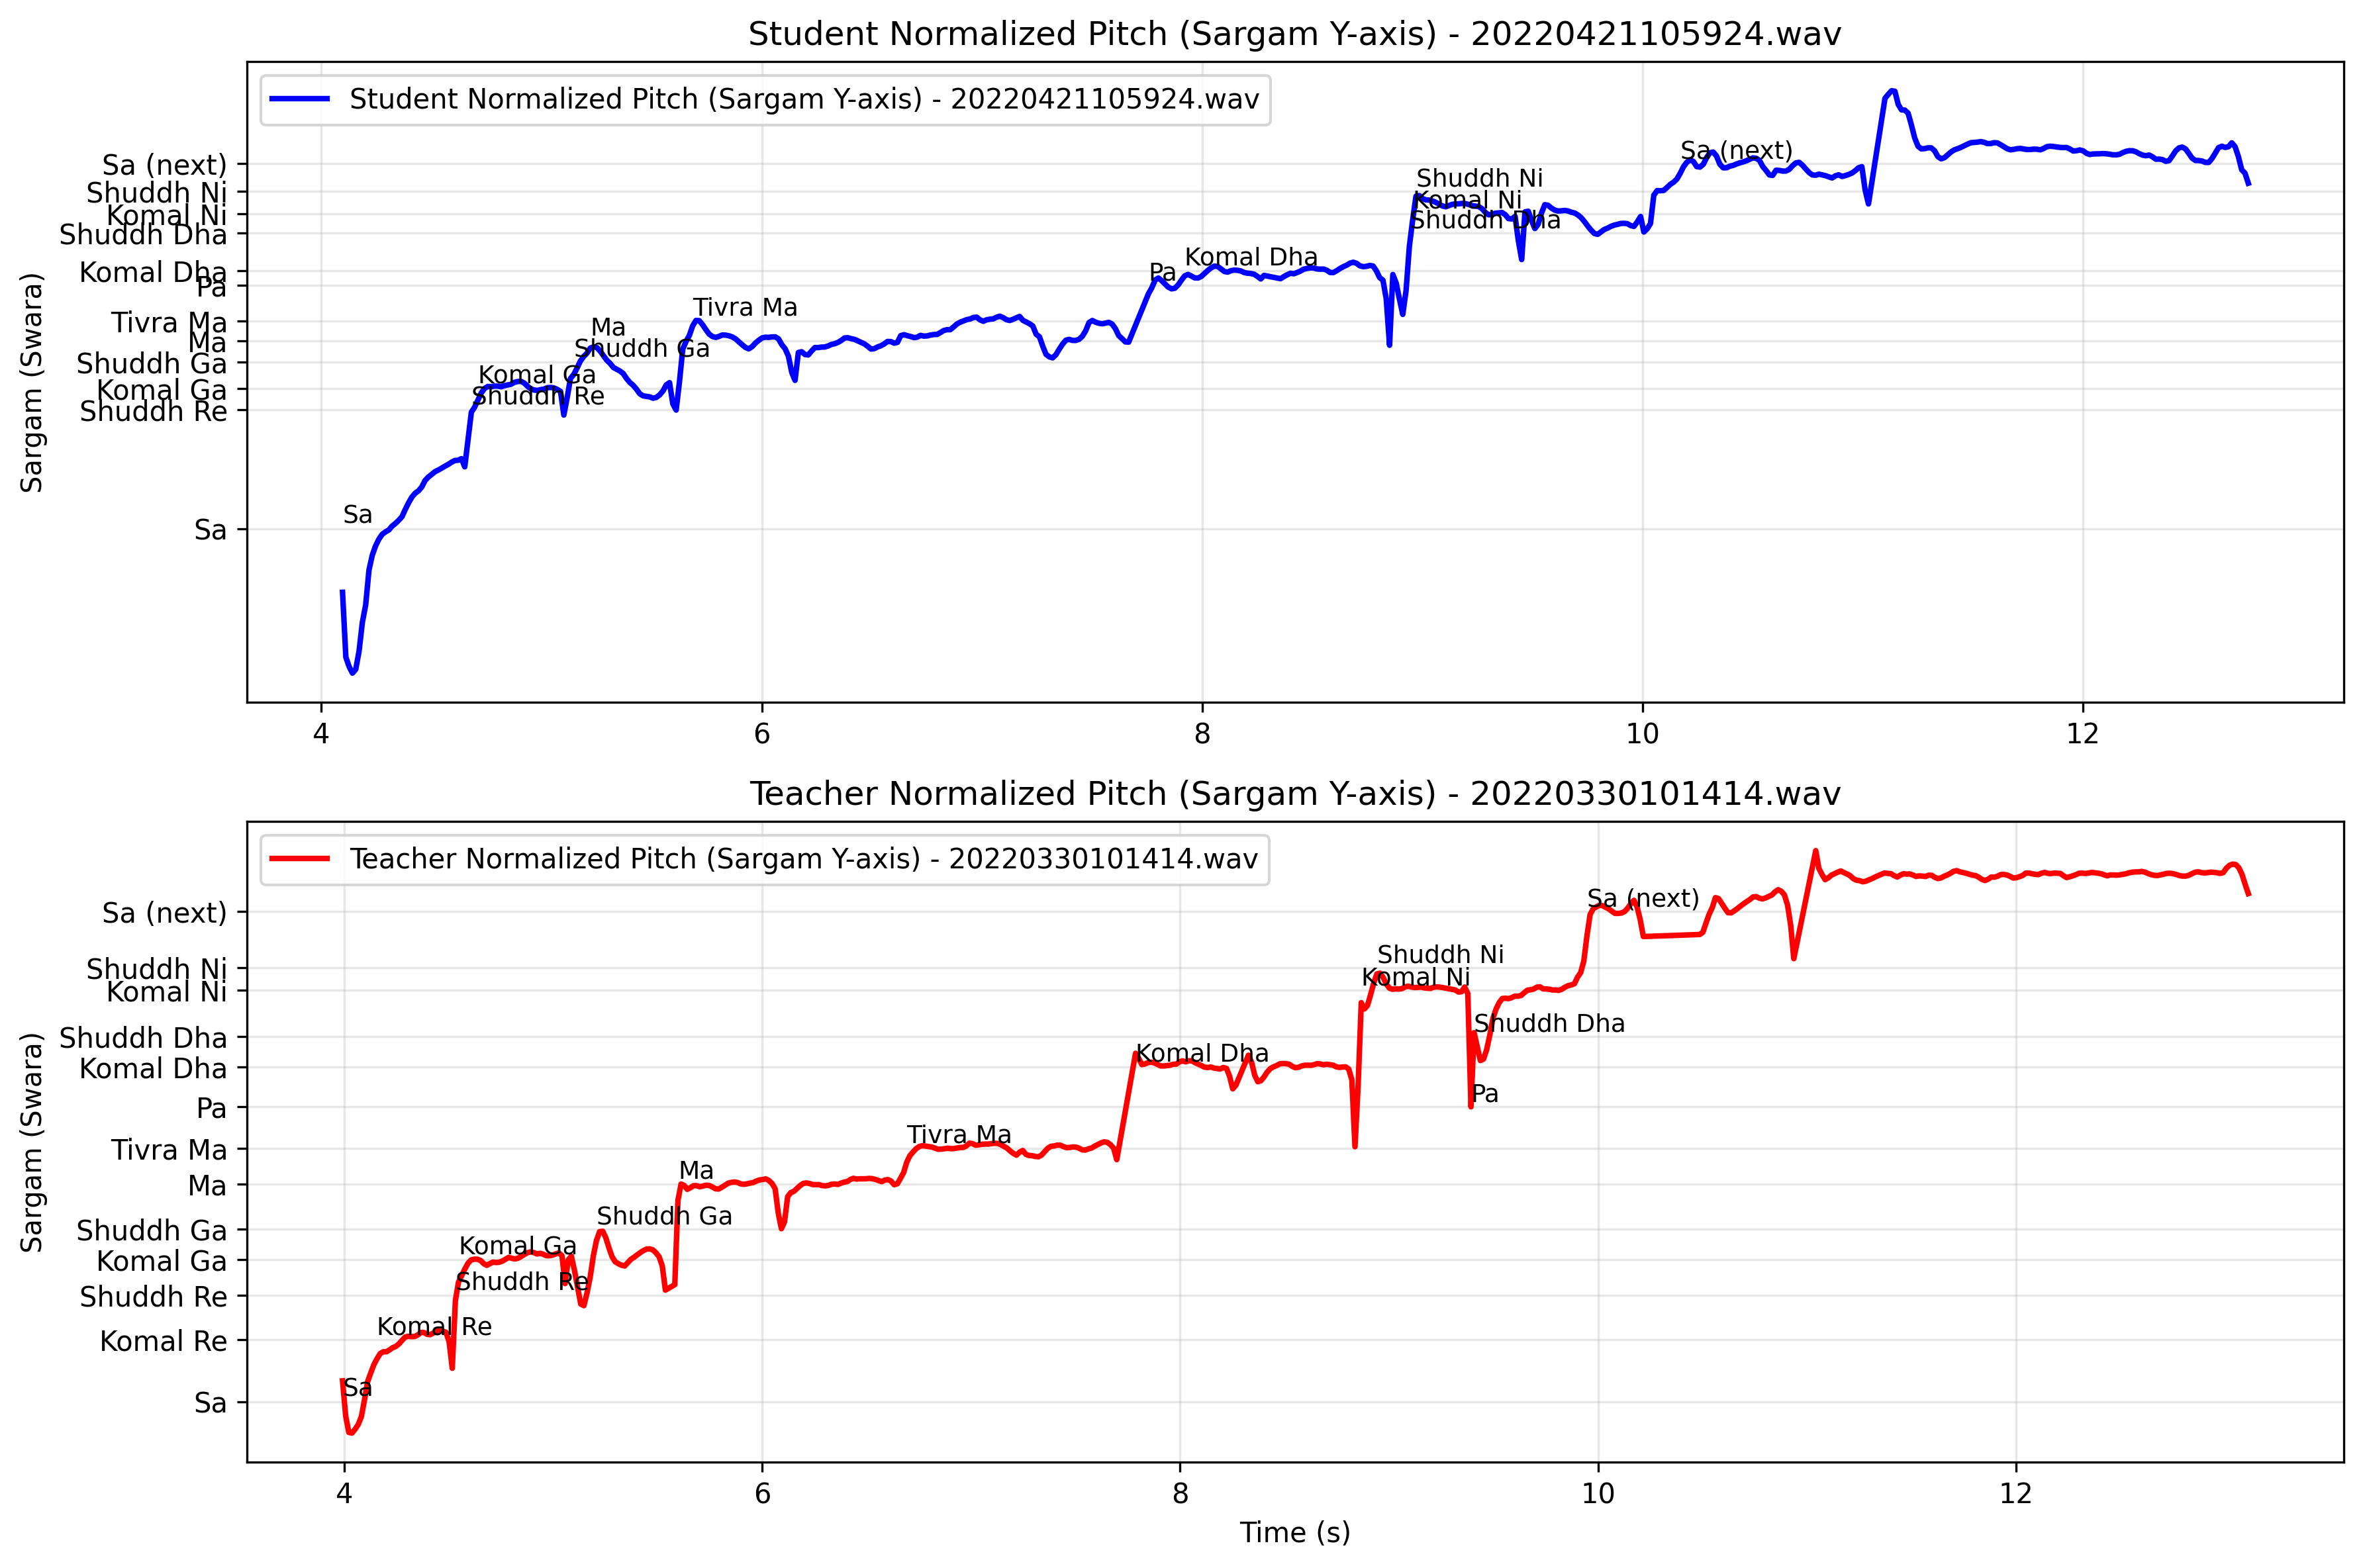 Student Normalized Pitch (Sargam Y-axis) - 20220421105924.wav
Student Normalized Pitch (Sargam Y-axis) - 20220421105924.wav
Sargam (Swara)
Sa (next)
Shuddh Ni
Komal Ni
Shuddh Dha
Komal Dha
Pa
Tivra Ma
Ma
Shuddh Ga
Komal Ga
Shuddh Re
Sa
Sa
Shuddh Re
Komal Ga
Shuddh Ga
Ma
Tivra Ma
Pa
Komal Dha
Shuddh Dha
Komal Ni
Shuddh Ni
Sa (next)
4 6 8 10 12
Teacher Normalized Pitch (Sargam Y-axis) - 20220330101414.wav
Teacher Normalized Pitch (Sargam Y-axis) - 20220330101414.wav
Sargam (Swara)
Sa (next)
Shuddh Ni
Komal Ni
Shuddh Dha
Komal Dha
Pa
Tivra Ma
Ma
Shuddh Ga
Komal Ga
Shuddh Re
Komal Re
Sa
Sa
Komal Re
Shuddh Re
Komal Ga
Shuddh Ga
Ma
Tivra Ma
Komal Dha
Komal Ni
Shuddh Ni
Pa
Shuddh Dha
Sa (next)
4 6 8 10 12
Time (s)